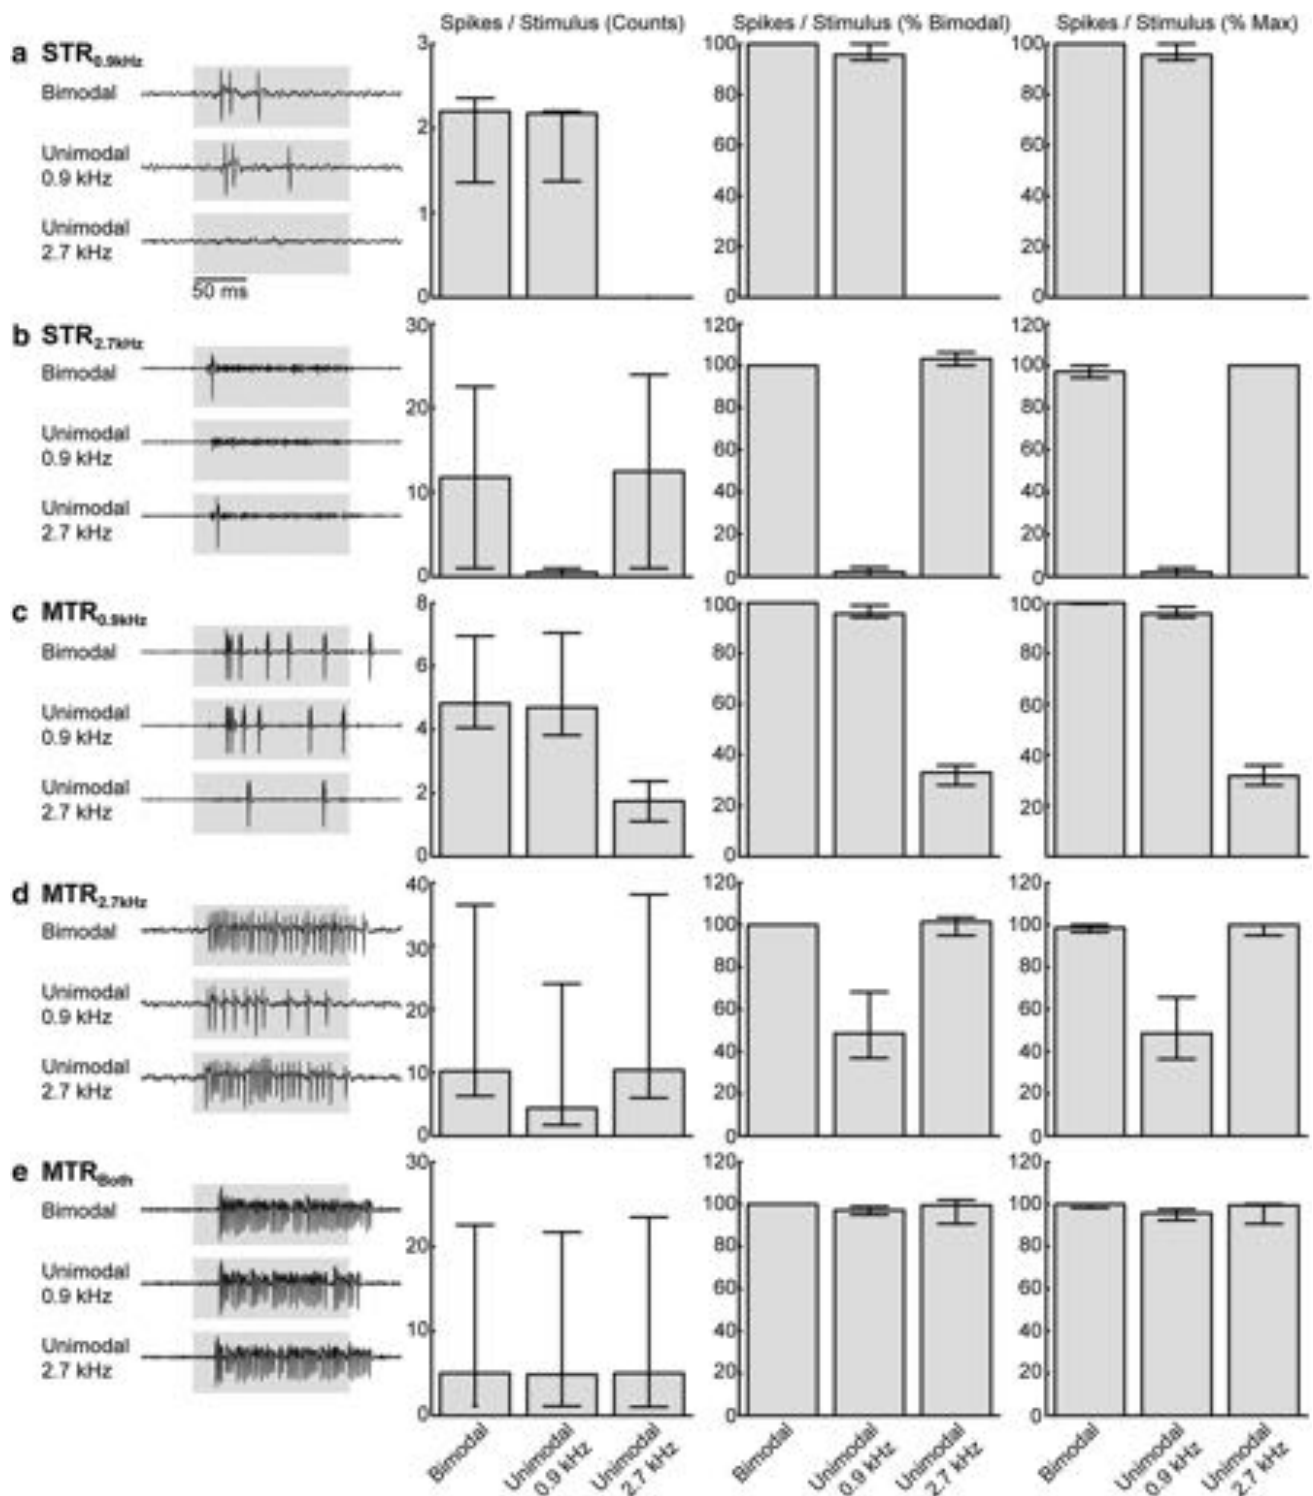 Spikes / Stimulus (Counts)
Spikes / Stimulus (% Bimodal)
Spikes / Stimulus (% Max)
a STR0.9kHz
Bimodal
Unimodal
0.9 kHz
Unimodal
2.7 kHz
50 ms
3
2
1
0
100
80
60
40
20
0
100
80
60
40
20
0
b STR2.7kHz
Bimodal
Unimodal
0.9 kHz
Unimodal
2.7 kHz
30
20
10
0
120
100
80
60
40
20
0
120
100
80
60
40
20
0
c MTR0.9kHz
Bimodal
Unimodal
0.9 kHz
Unimodal
2.7 kHz
8
6
4
2
0
100
80
60
40
20
0
100
80
60
40
20
d MTR2.7kHz
Bimodal
Unimodal
0.9 kHz
Unimodal
2.7 kHz
40
30
20
10
0
120
100
80
60
40
20
0
120
100
80
60
40
20
0
e MTRBoth
Bimodal
Unimodal
0.9 kHz
Unimodal
2.7 kHz
30
20
10
0
120
100
80
60
40
20
0
120
100
80
60
40
20
0
Bimodal
Unimodal
0.9 kHz
Unimodal
2.7 kHz
Bimodal
Unimodal
0.9 kHz
Unimodal
2.7 kHz
Bimodal
Unimodal
0.9 kHz
Unimodal
2.7 kHz